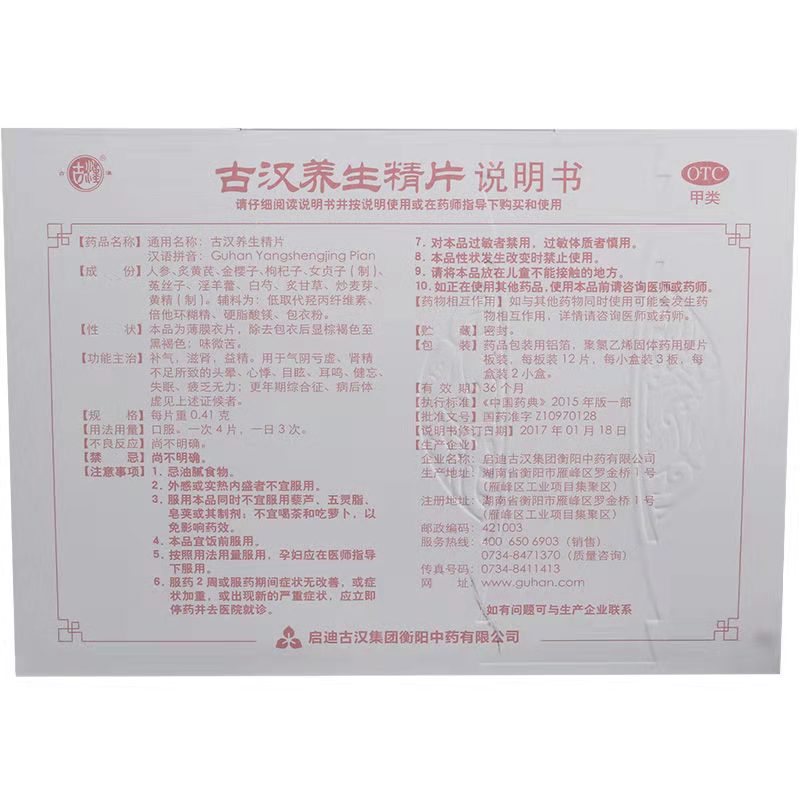 古汉
®
古汉养生精片 说明书
请仔细阅读说明书并按说明使用或在药师指导下购买和使用
OTC
甲类
【药品名称】通用名称：古汉养生精片
汉语拼音：Guhan Yangshengjing Pian
【成 份】人参、炙黄芪、金樱子、枸杞子、女贞子（制）、
菟丝子、淫羊藿、白芍、炙甘草、炒麦芽、
黄精（制）。辅料为：低取代羟丙纤维素、
倍他环糊精、硬脂酸镁、包衣粉。
【性 状】本品为薄膜衣片，除去包衣后显棕褐色至
黑褐色；味微苦。
【功能主治】补气，滋肾，益精。用于气阴亏虚、肾精
不足所致的头晕、心悸、目眩、耳鸣、健忘、
失眠、疲乏无力；更年期综合征、病后体
虚见上述证候者。
【规 格】每片重0.41克
【用法用量】口服。一次4片，一日3次。
【不良反应】尚不明确。
【禁 忌】尚不明确。
【注意事项】1. 忌油腻食物。
2. 外感或实热内盛者不宜服用。
3. 服用本品同时不宜服用藜芦、五灵脂、
皂荚或其制剂；不宜喝茶和吃萝卜，以
免影响药效。
4. 本品宜饭前服用。
5. 按照用法用量服用，孕妇应在医师指导
下服用。
6. 服药2周或服药期间症状无改善，或症
状加重，或出现新的严重症状，应立即
停药并去医院就诊。
7. 对本品过敏者禁用，过敏体质者慎用。
8. 本品性状发生改变时禁止使用。
9. 请将本品放在儿童不能接触的地方。
10. 如正在使用其他药品，使用本品前请咨询医师或药师。
【药物相互作用】如与其他药物同时使用可能会发生药
物相互作用，详情请咨询医师或药师。
【贮 藏】密封。
【包 装】药品包装用铝箔，聚氯乙烯固体药用硬片
板装，每板装12片，每小盒装3板，每
盒装2小盒。
【有 效 期】36个月
【执行标准】《中国药典》2015年版一部
【批准文号】国药准字Z10970128
【说明书修订日期】2017年01月18日
【生产企业】
企业名称：启迪古汉集团衡阳中药有限公司
生产地址：湖南省衡阳市雁峰区罗金桥1号
（雁峰区工业项目集聚区）
注册地址：湖南省衡阳市雁峰区罗金桥1号
（雁峰区工业项目集聚区）
邮政编码：421003
服务热线：400 650 6903（销售）
0734-8471370（质量咨询）
传真号码：0734-8411413
网 址：www.guhan.com
如有问题可与生产企业联系
启迪古汉集团衡阳中药有限公司